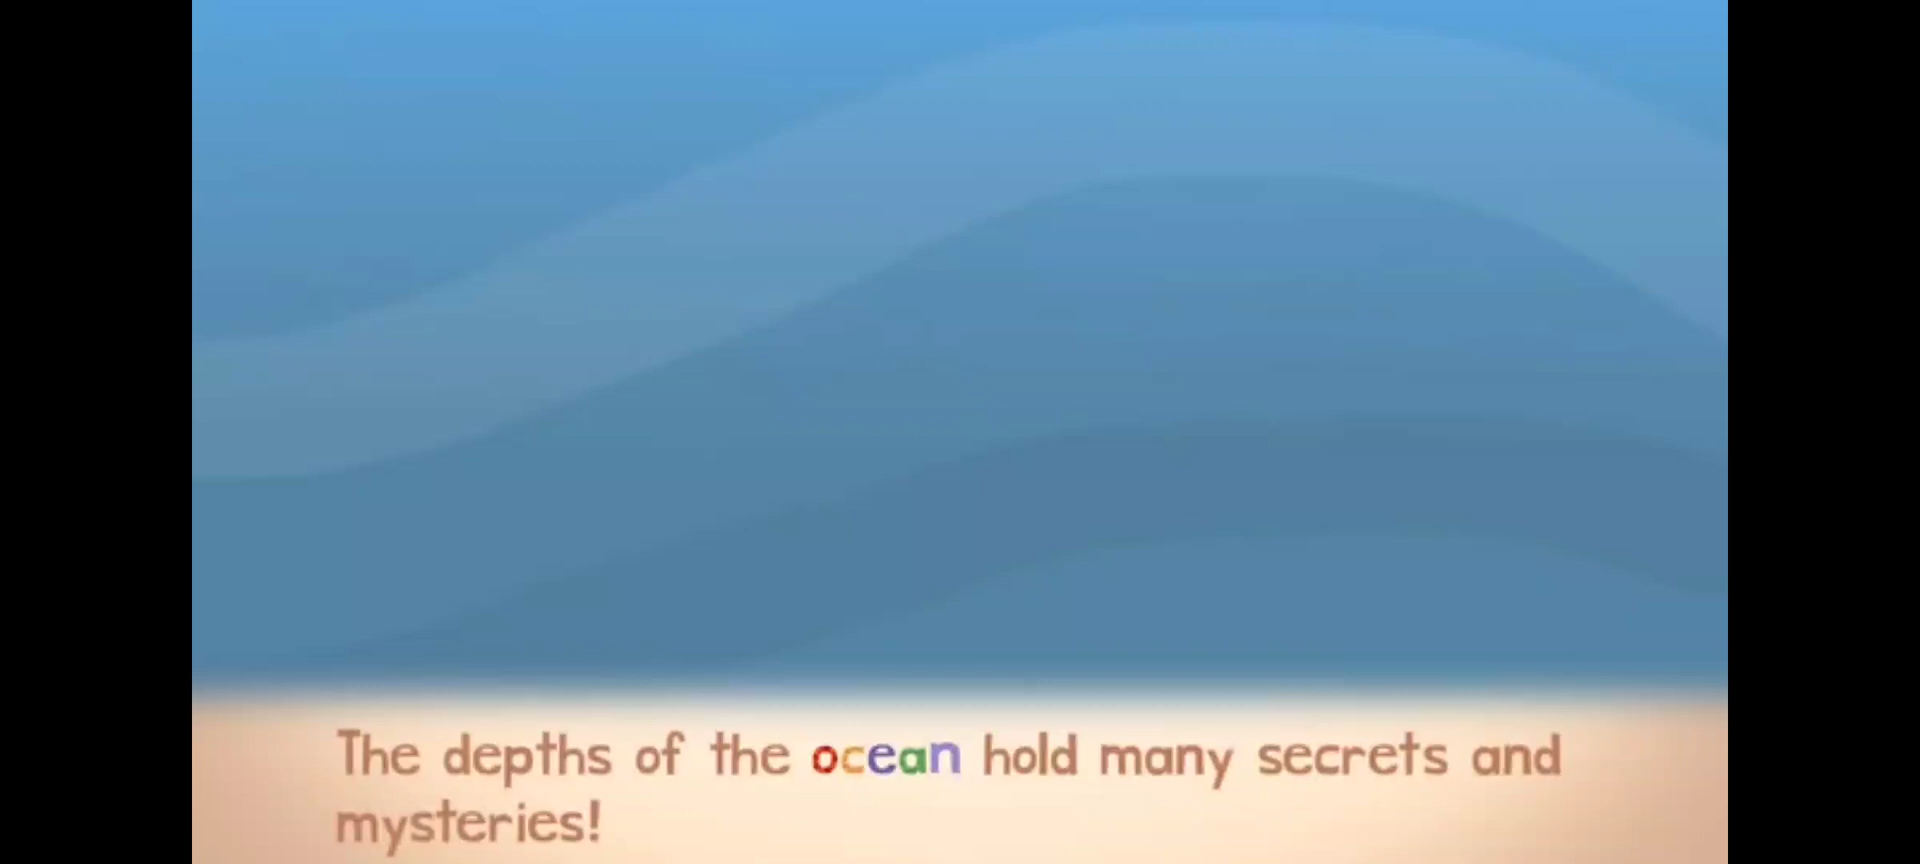 The depths of the ocean hold many secrets and
mysteries!